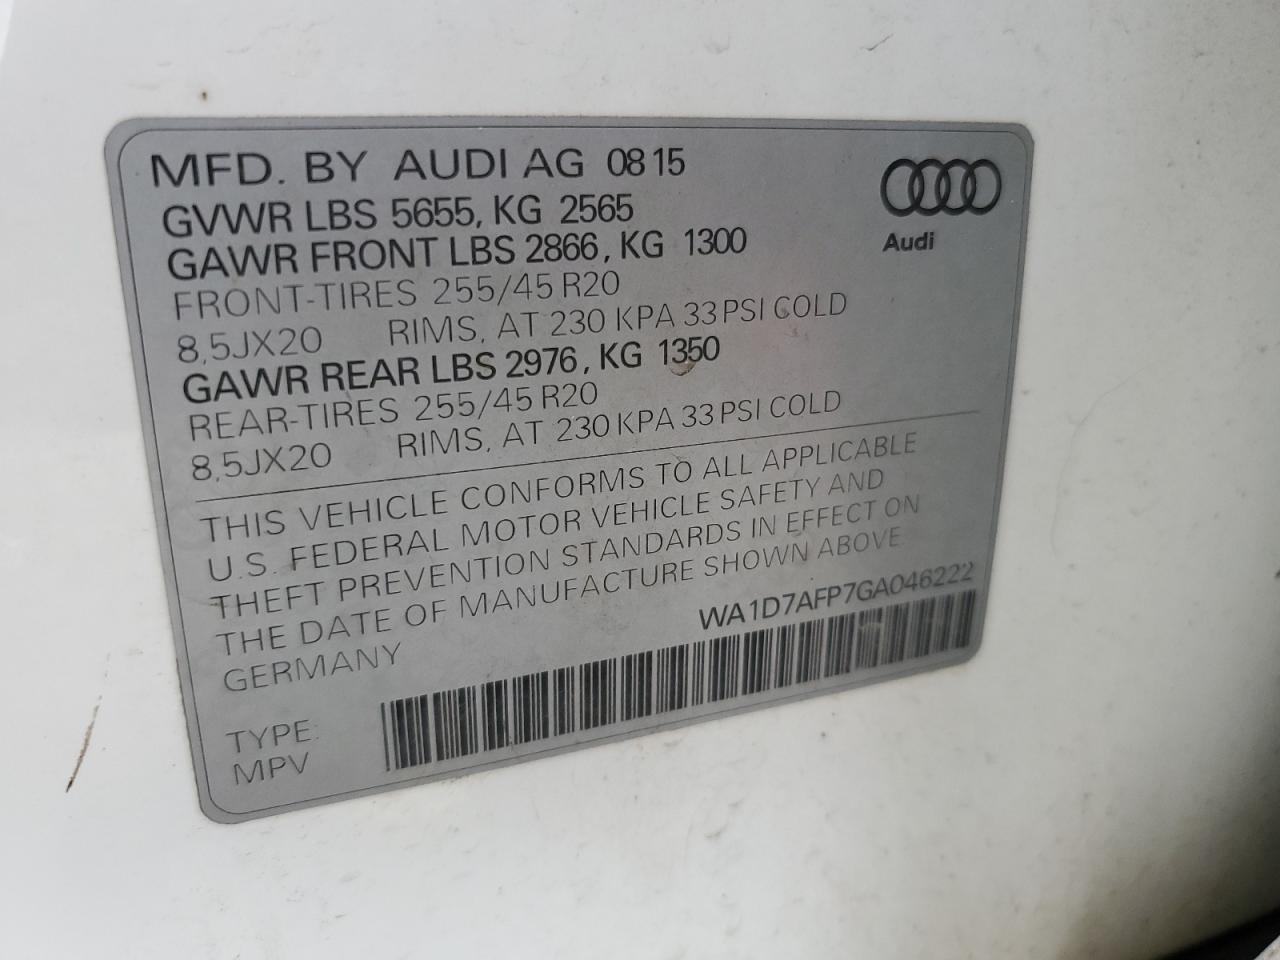 MFD. BY AUDI AG 08 15
GVWR LBS 5655, KG 2565
GAWR FRONT LBS 2866, KG 1300
FRONT-TIRES 255/45 R20
8,5JX20 RIMS, AT 230 KPA 33 PSI COLD
GAWR REAR LBS 2976, KG 1350
REAR-TIRES 255/45 R20
8,5JX20 RIMS, AT 230 KPA 33 PSI COLD
Audi
THIS VEHICLE CONFORMS TO ALL APPLICABLE
U.S. FEDERAL MOTOR VEHICLE SAFETY AND
THEFT PREVENTION STANDARDS IN EFFECT ON
THE DATE OF MANUFACTURE SHOWN ABOVE
GERMANY
WA1D7AFP7GA046222
TYPE:
MPV